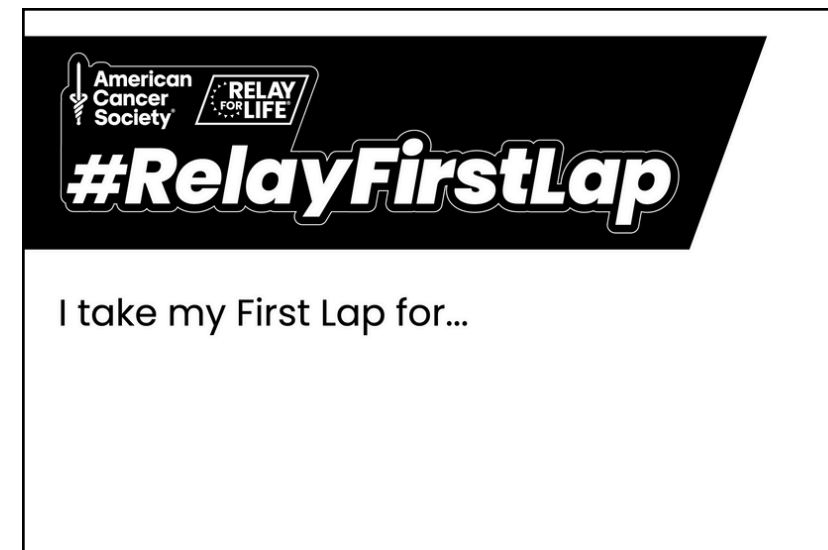 American
Cancer
Society®
RELAY
FOR LIFE®
#RelayFirstLap
I take my First Lap for...